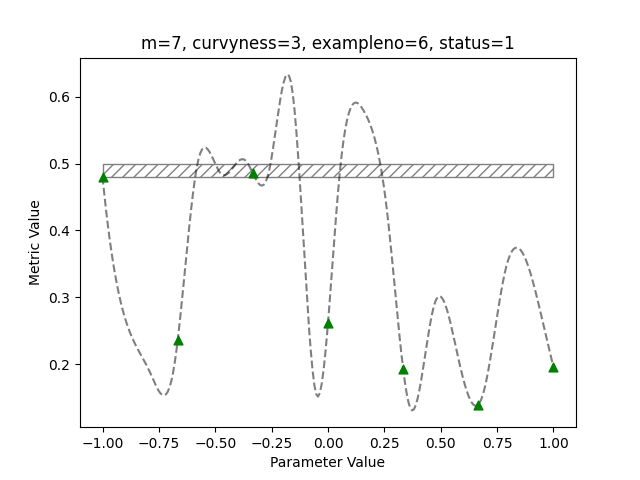 m=7, curvyness=3, exampleno=6, status=1
0.6
0.5
0.4
0.3
0.2
Metric Value
−1.00 −0.75 −0.50 −0.25 0.00 0.25 0.50 0.75 1.00
Parameter Value